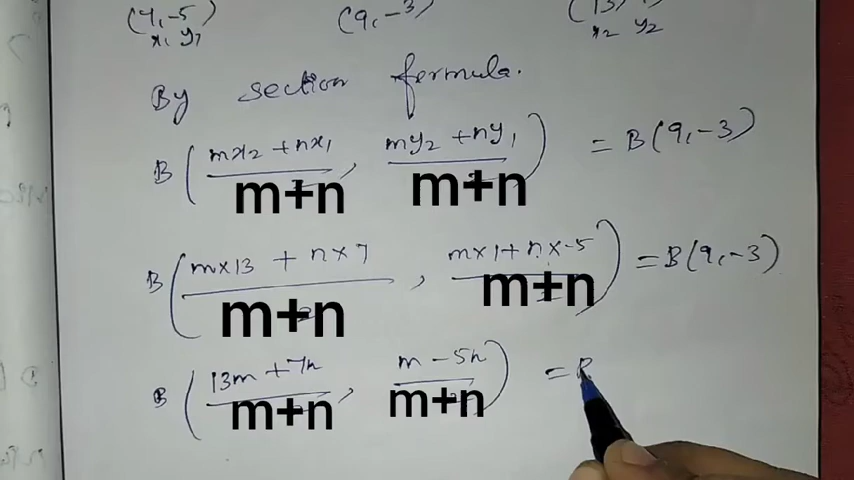 (7,-5) (9,-3) (13,
x₁ y₁ x₂ y₂
By section formula.
B ( mx₂ + nx₁ / m+n , my₂ + ny₁ / m+n ) = B(9,-3)
B ( m×13 + n×7 / m+n , m×1 + n×-5 / m+n ) = B(9,-3)
B ( 13m + 7n / m+n , m - 5n / m+n ) = B